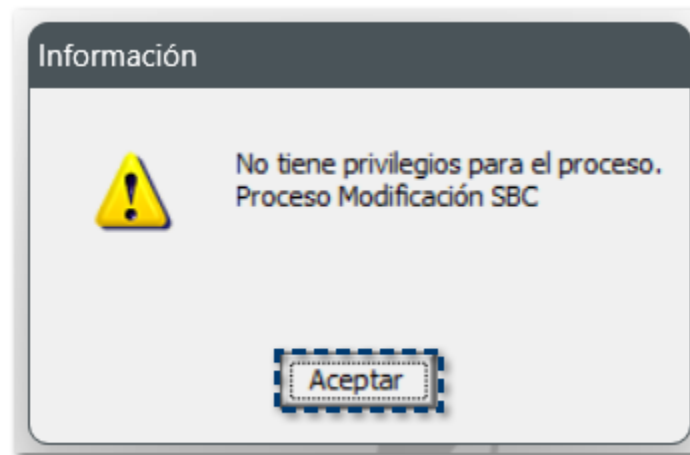 Información
No tiene privilegios para el proceso.
Proceso Modificación SBC
Aceptar